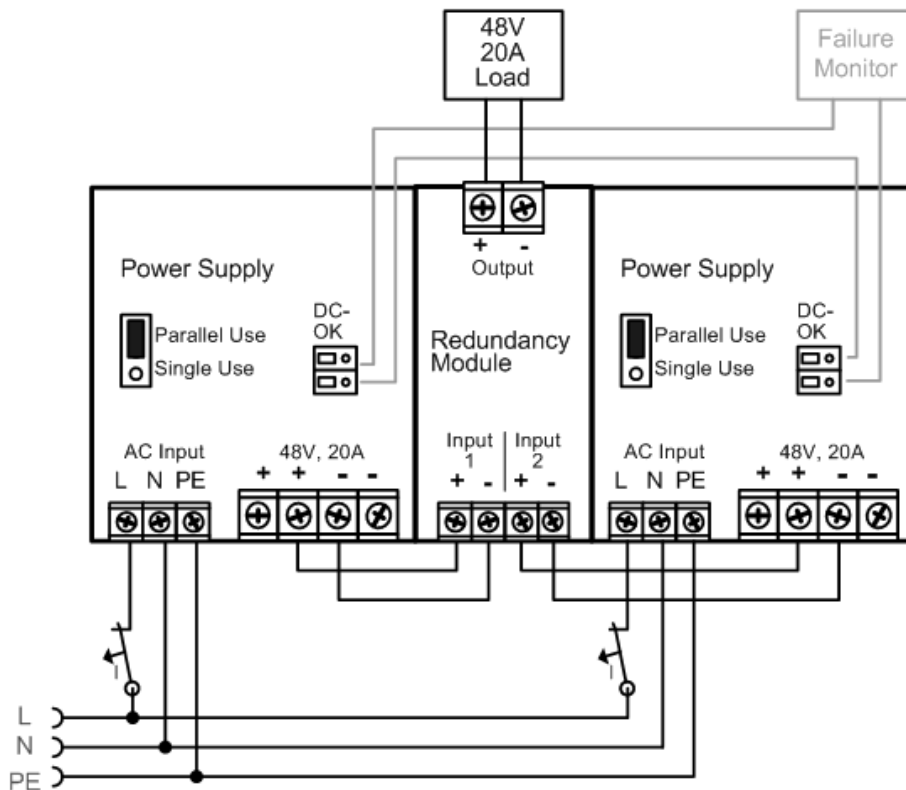 48V
20A
Load
Failure
Monitor
+ -
Output
Power Supply
Parallel Use
Single Use
DC-
OK
AC Input
L N PE
48V, 20A
+ + - -
Redundancy
Module
Input
1
Input
2
+ - + -
Power Supply
Parallel Use
Single Use
DC-
OK
AC Input
L N PE
48V, 20A
+ + - -
I
I
L
N
PE